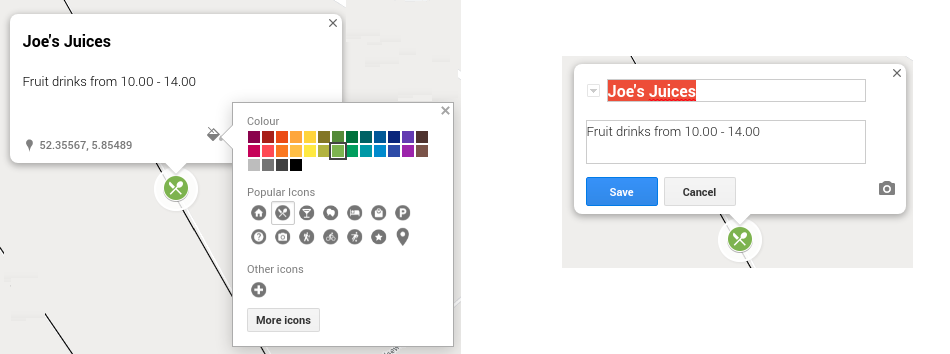 Joe's Juices
Fruit drinks from 10.00 - 14.00
52.35567, 5.85489
Colour
Popular Icons
P
?
Other icons
More icons
Joe's Juices
Fruit drinks from 10.00 - 14.00
Save
Cancel